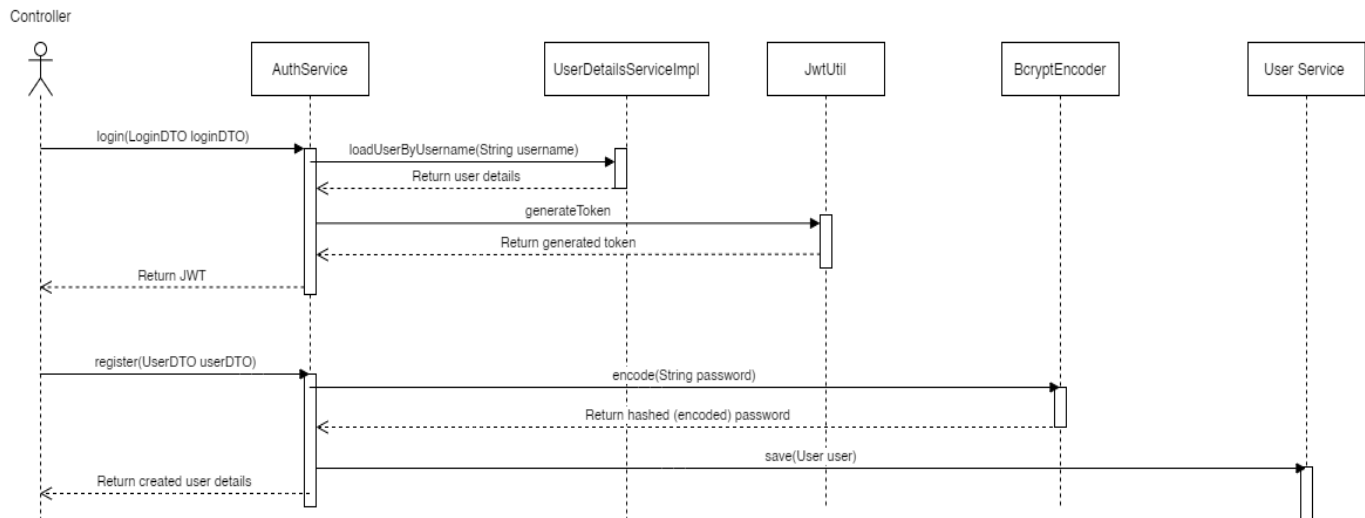 Controller
AuthService
UserDetailsServiceImpl
JwtUtil
BcryptEncoder
User Service
login(LoginDTO loginDTO)
loadUserByUsername(String username)
Return user details
generateToken
Return generated token
Return JWT
register(UserDTO userDTO)
encode(String password)
Return hashed (encoded) password
save(User user)
Return created user details